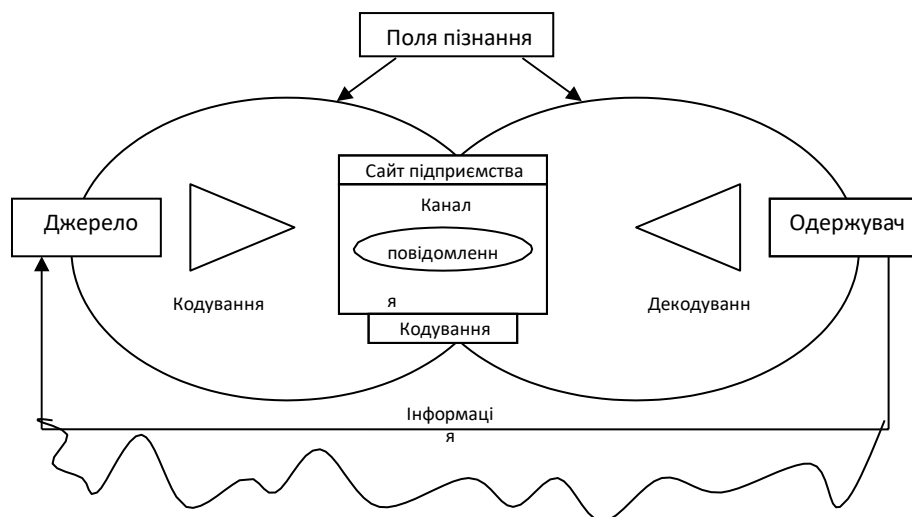 Поля пізнання
Сайт підприємства
Джерело
Канал
Одержувач
повідомленн
я
Кодування
Декодуванн
Кодування
Інформаці
я